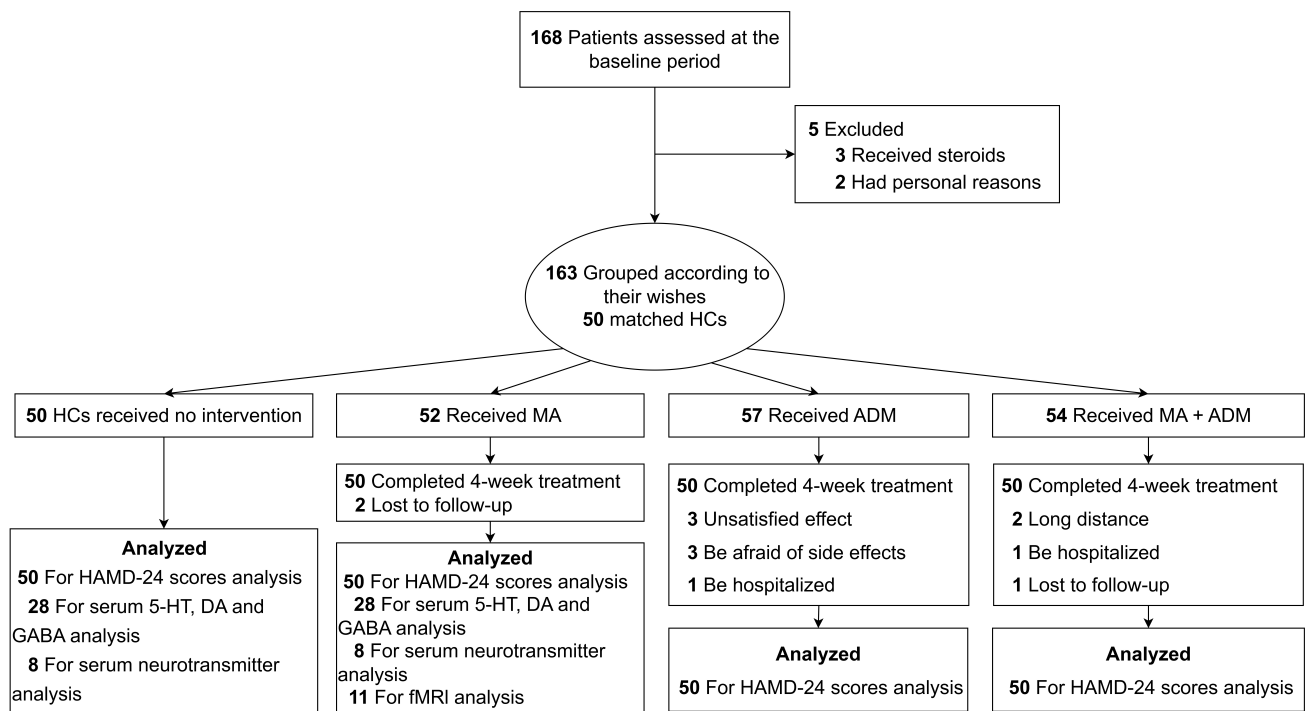 168 Patients assessed at the
baseline period
5 Excluded
3 Received steroids
2 Had personal reasons
163 Grouped according to
their wishes
50 matched HCs
50 HCs received no intervention
52 Received MA
57 Received ADM
54 Received MA + ADM
50 Completed 4-week treatment
2 Lost to follow-up
50 Completed 4-week treatment
3 Unsatisfied effect
3 Be afraid of side effects
1 Be hospitalized
50 Completed 4-week treatment
2 Long distance
1 Be hospitalized
1 Lost to follow-up
Analyzed
50 For HAMD-24 scores analysis
28 For serum 5-HT, DA and
GABA analysis
8 For serum neurotransmitter
analysis
Analyzed
50 For HAMD-24 scores analysis
28 For serum 5-HT, DA and
GABA analysis
8 For serum neurotransmitter
analysis
11 For fMRI analysis
Analyzed
50 For HAMD-24 scores analysis
Analyzed
50 For HAMD-24 scores analysis